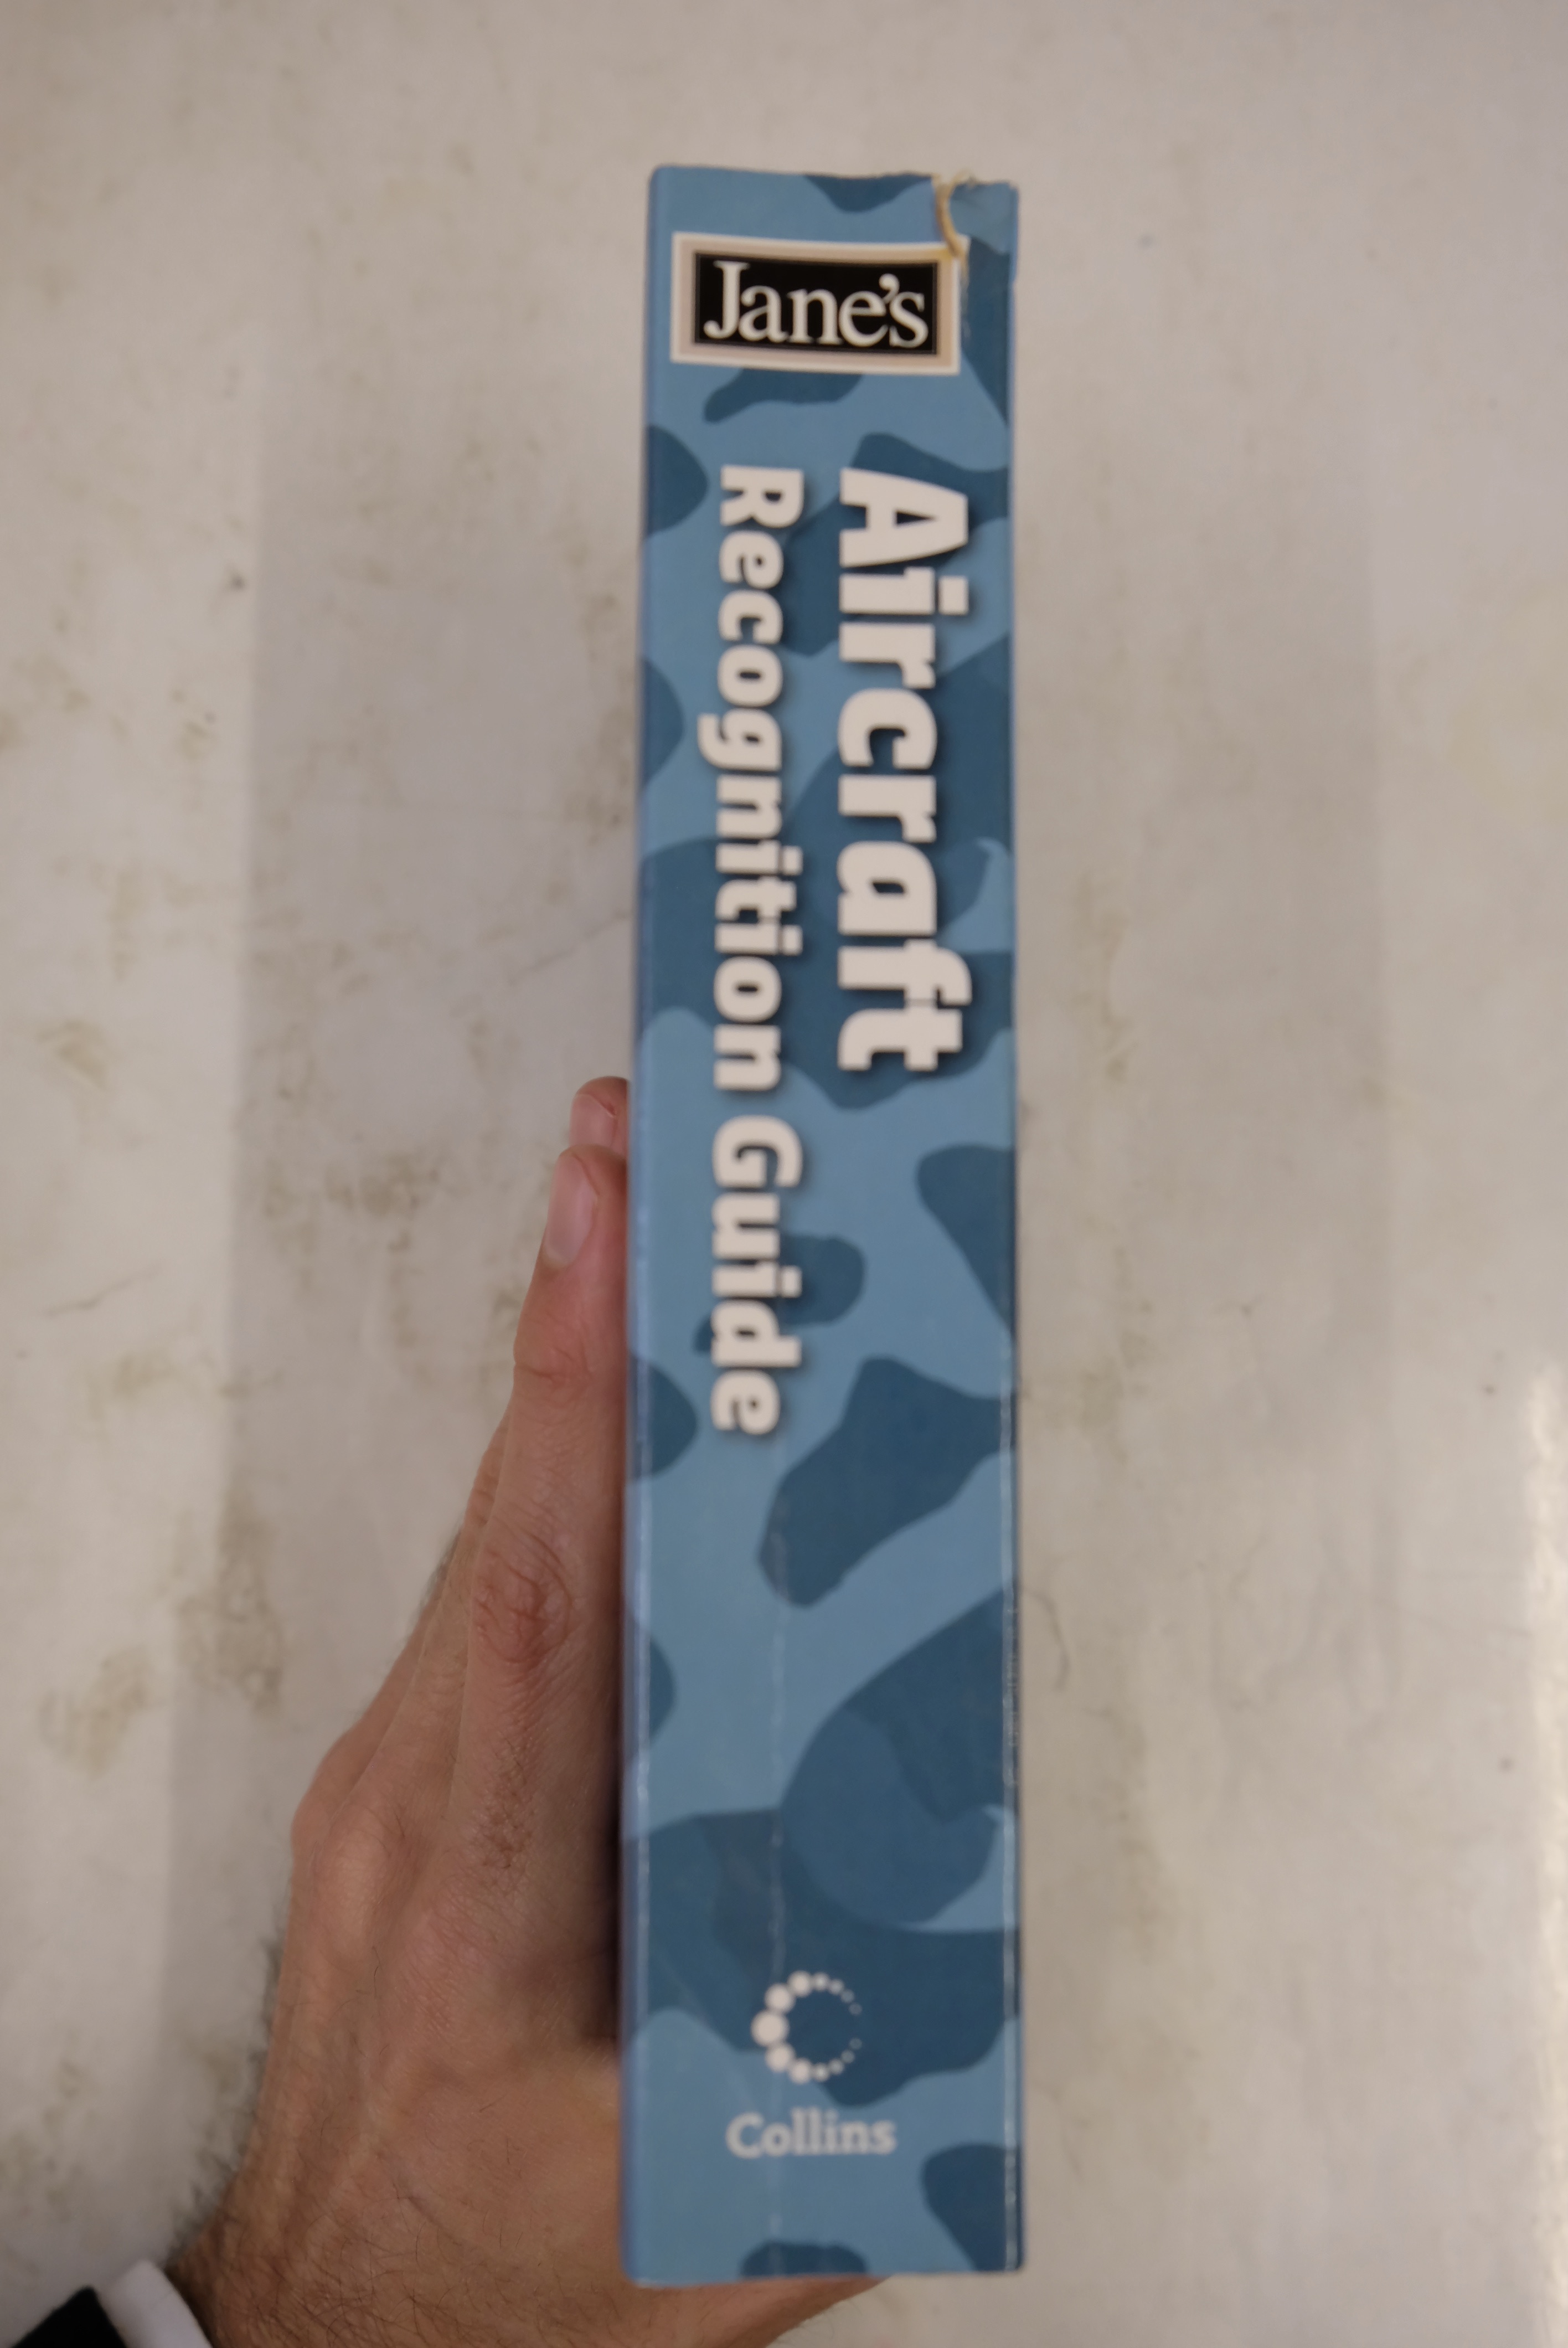 Jane's
Aircraft
Recognition Guide
Collins